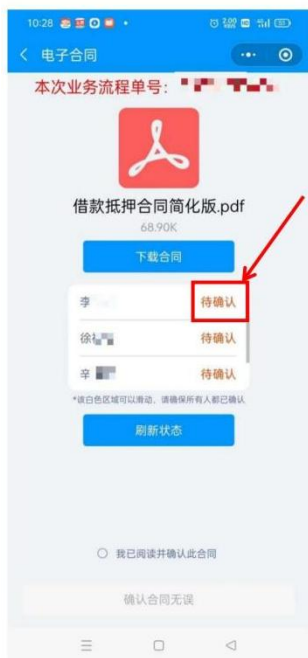 10:28
电子合同
本次业务流程单号:
借款抵押合同简化版.pdf
68.90K
下载合同
李 待确认
徐 待确认
辛 待确认
*该白色区域可以滑动，请确保所有人都已确认
刷新状态
我已阅读并确认此合同
确认合同无误